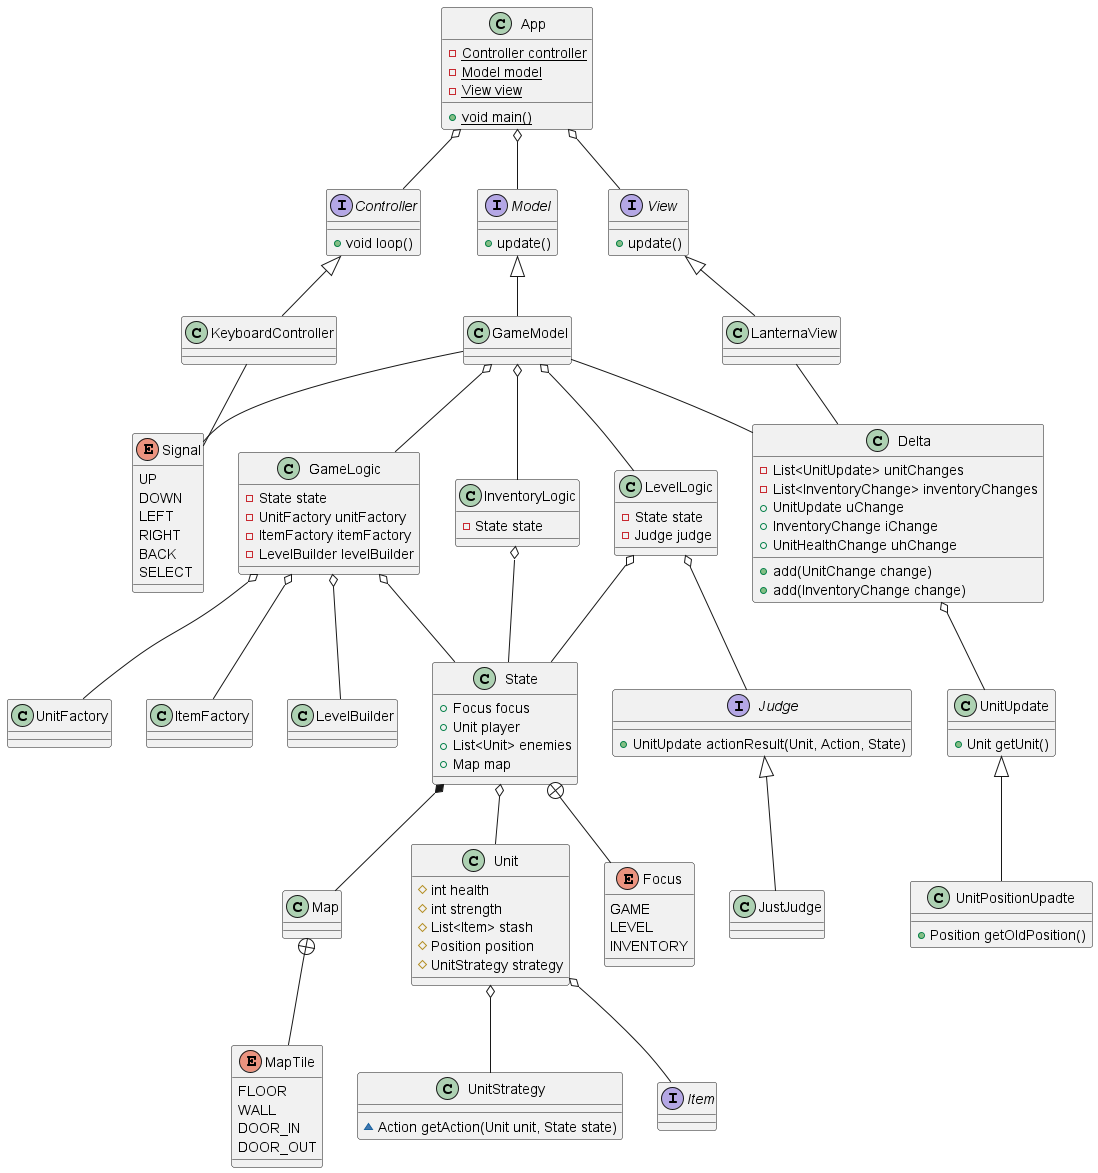 C App
Controller controller
Model model
View view
void main()
I Controller
void loop()
I Model
update()
I View
update()
C KeyboardController
C GameModel
C LanternaView
E Signal
UP
DOWN
LEFT
RIGHT
BACK
SELECT
C GameLogic
State state
UnitFactory unitFactory
ItemFactory itemFactory
LevelBuilder levelBuilder
C InventoryLogic
State state
C LevelLogic
State state
Judge judge
C Delta
List<UnitUpdate> unitChanges
List<InventoryChange> inventoryChanges
UnitUpdate uChange
InventoryChange iChange
UnitHealthChange uhChange
add(UnitChange change)
add(InventoryChange change)
C UnitFactory
C ItemFactory
C LevelBuilder
C State
Focus focus
Unit player
List<Unit> enemies
Map map
I Judge
UnitUpdate actionResult(Unit, Action, State)
C UnitUpdate
Unit getUnit()
C Map
C Unit
int health
int strength
List<Item> stash
Position position
UnitStrategy strategy
E Focus
GAME
LEVEL
INVENTORY
C JustJudge
C UnitPositionUpadte
Position getOldPosition()
E MapTile
FLOOR
WALL
DOOR_IN
DOOR_OUT
C UnitStrategy
Action getAction(Unit unit, State state)
I Item